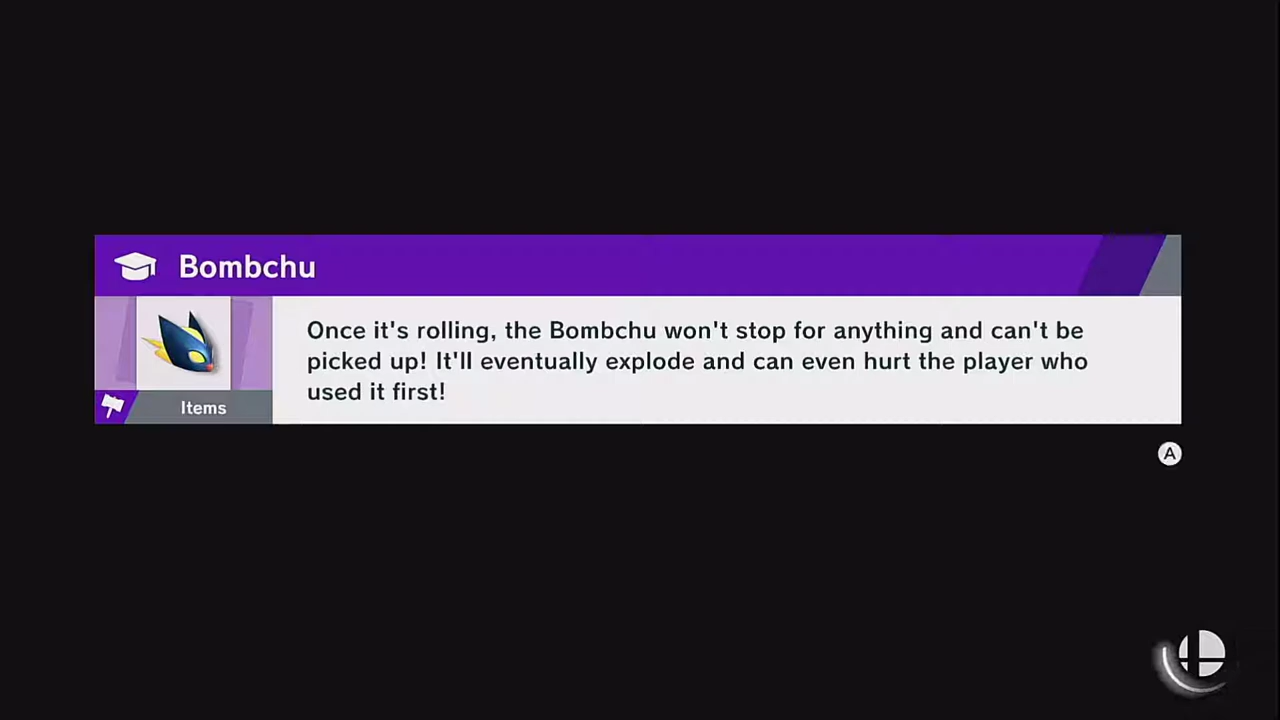 Bombchu
Once it's rolling, the Bombchu won't stop for anything and can't be
picked up! It'll eventually explode and can even hurt the player who
used it first!
Items
A